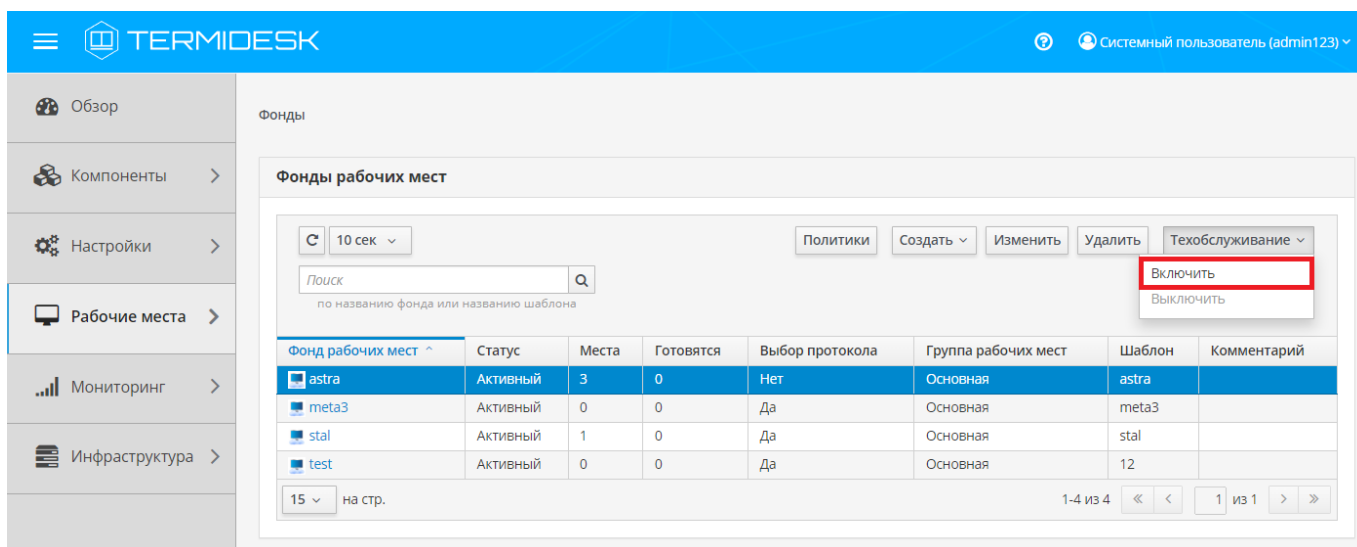 TERMIDESK
Системный пользователь (admin123)
Обзор
Компоненты
Настройки
Рабочие места
Мониторинг
Инфраструктура
Фонды
Фонды рабочих мест
10 сек
Политики Создать Изменить Удалить Техобслуживание
Включить
Выключить
Поиск
по названию фонда или названию шаблона
Фонд рабочих мест Статус Места Готовятся Выбор протокола Группа рабочих мест Шаблон Комментарий
astra Активный 3 0 Нет Основная astra
meta3 Активный 0 0 Да Основная meta3
stal Активный 1 0 Да Основная stal
test Активный 0 0 Да Основная 12
15 на стр. 1-4 из 4 « < 1 из 1 > »